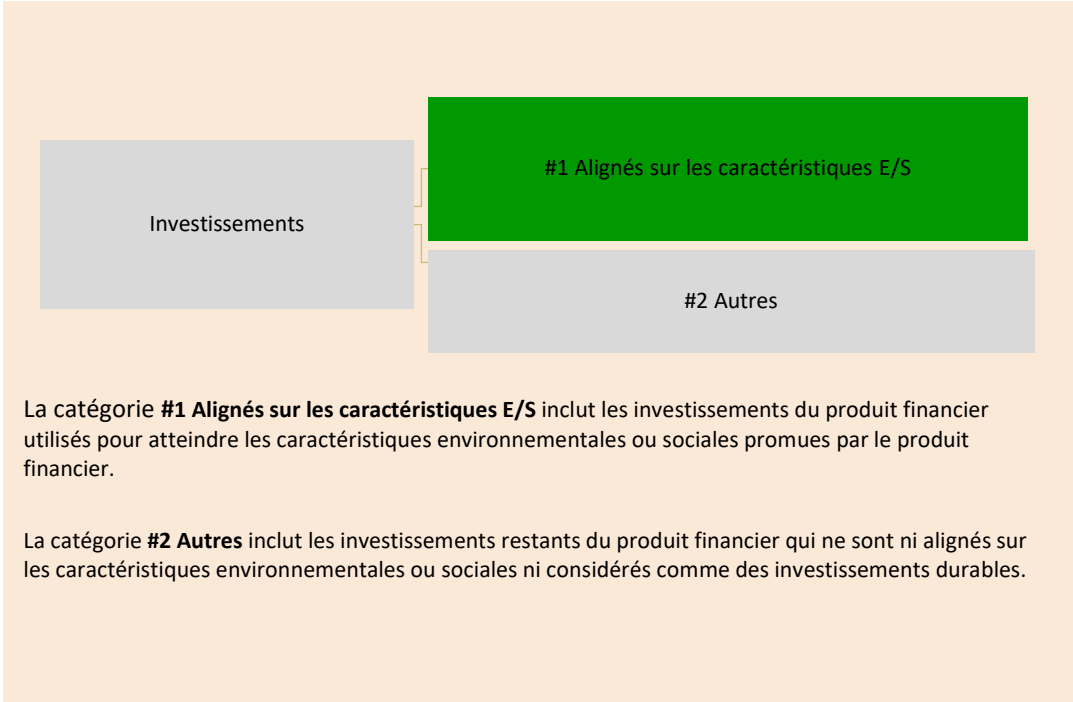 #1 Alignés sur les caractéristiques E/S
Investissements
#2 Autres
La catégorie #1 Alignés sur les caractéristiques E/S inclut les investissements du produit financier
utilisés pour atteindre les caractéristiques environnementales ou sociales promues par le produit
financier.
La catégorie #2 Autres inclut les investissements restants du produit financier qui ne sont ni alignés sur
les caractéristiques environnementales ou sociales ni considérés comme des investissements durables.